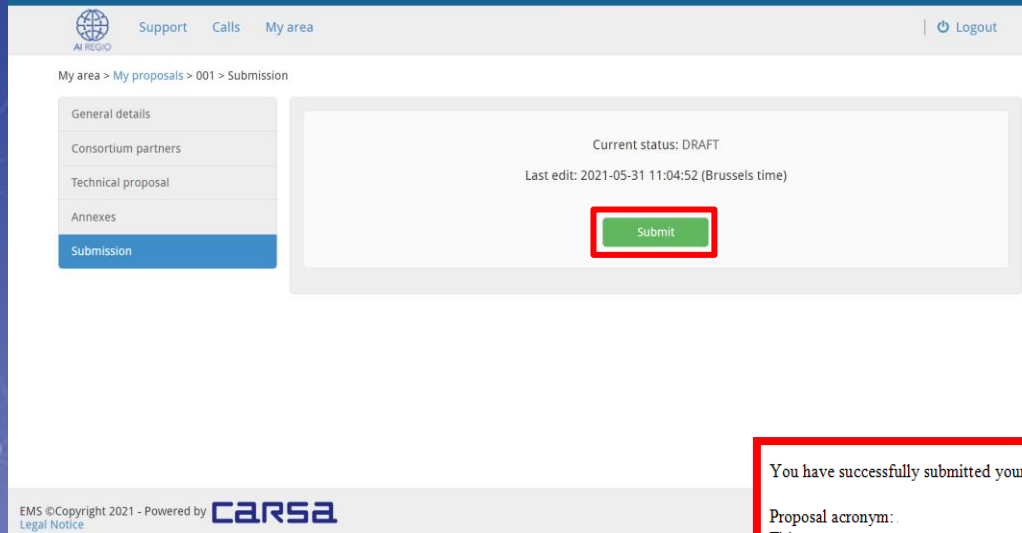 AI REGIO
Support Calls My area
Logout
My area > My proposals > 001 > Submission
General details
Consortium partners
Technical proposal
Annexes
Submission
Current status: DRAFT
Last edit: 2021-05-31 11:04:52 (Brussels time)
Submit
You have successfully submitted your
Proposal acronym:
EMS ©Copyright 2021 - Powered by carsa
Legal Notice